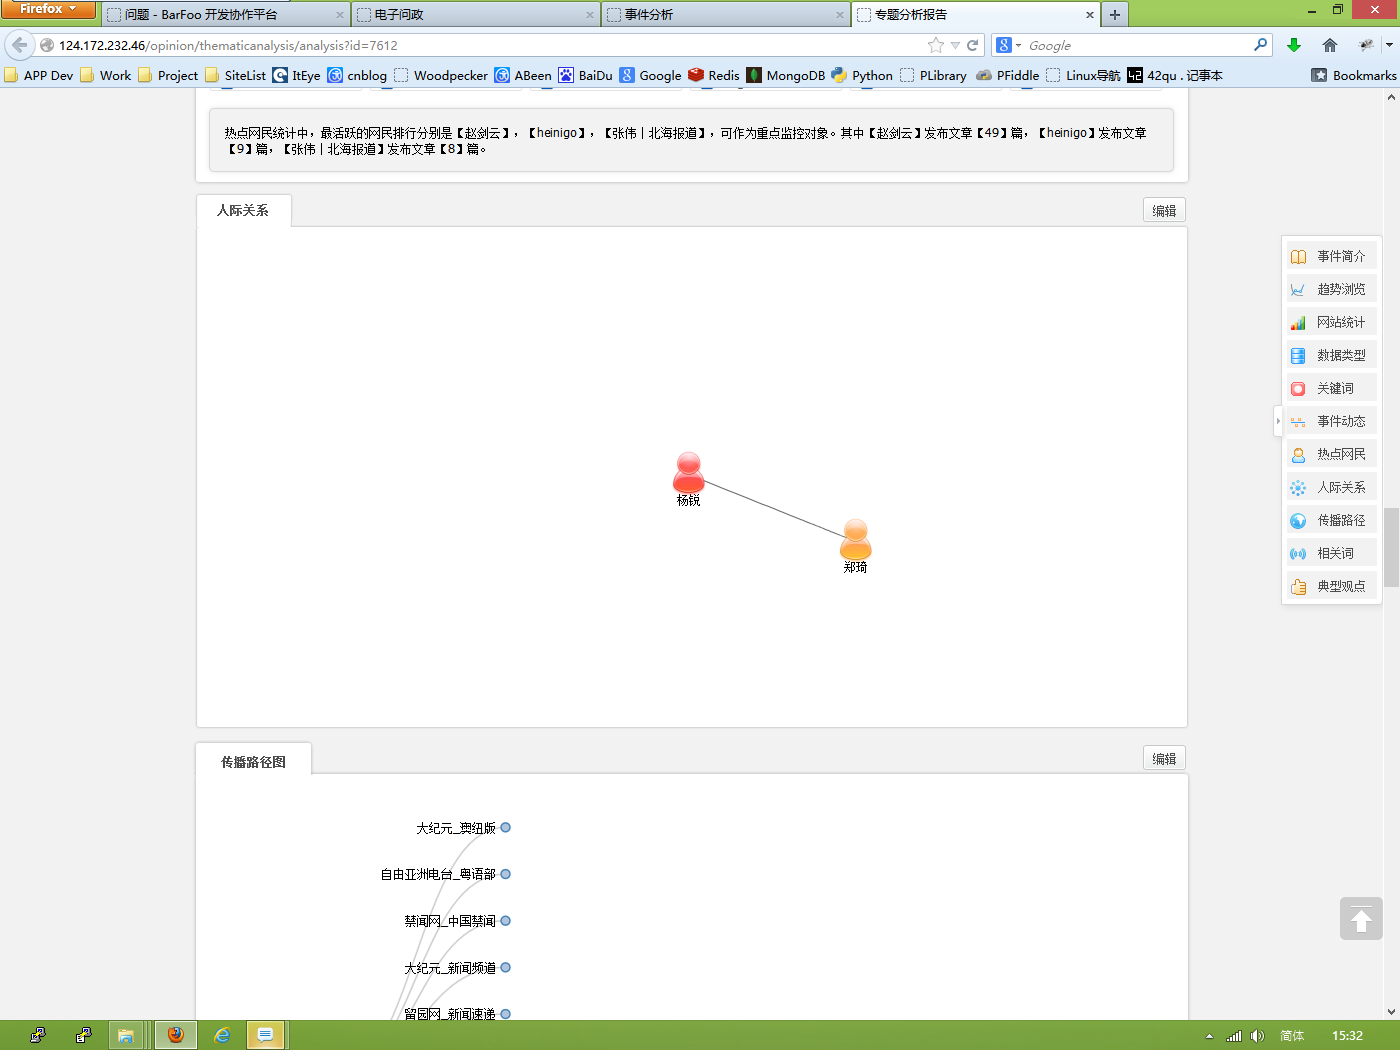 Firefox
问题 - BarFoo 开发协作平台
电子问政
事件分析
专题分析报告
124.172.232.46/opinion/thematicanalysis/analysis?id=7612
Google
APP Dev
Work
Project
SiteList
ItEye
cnblog
Woodpecker
ABeen
BaiDu
Google
Redis
MongoDB
Python
PLibrary
PFiddle
Linux导航
42qu . 记事本
Bookmarks
热点网民统计中，最活跃的网民排行分别是【赵剑云】，【heinigo】，【张伟丨北海报道】，可作为重点监控对象。其中【赵剑云】发布文章【49】篇，【heinigo】发布文章
【9】篇，【张伟丨北海报道】发布文章【8】篇。
人际关系
编辑
杨锐
郑琦
事件简介
趋势浏览
网站统计
数据类型
关键词
事件动态
热点网民
人际关系
传播路径
相关词
典型观点
传播路径图
编辑
大纪元_澳纽版
自由亚洲电台_粤语部
禁闻网_中国禁闻
大纪元_新闻频道
留园网_新闻速递
简体
15:32